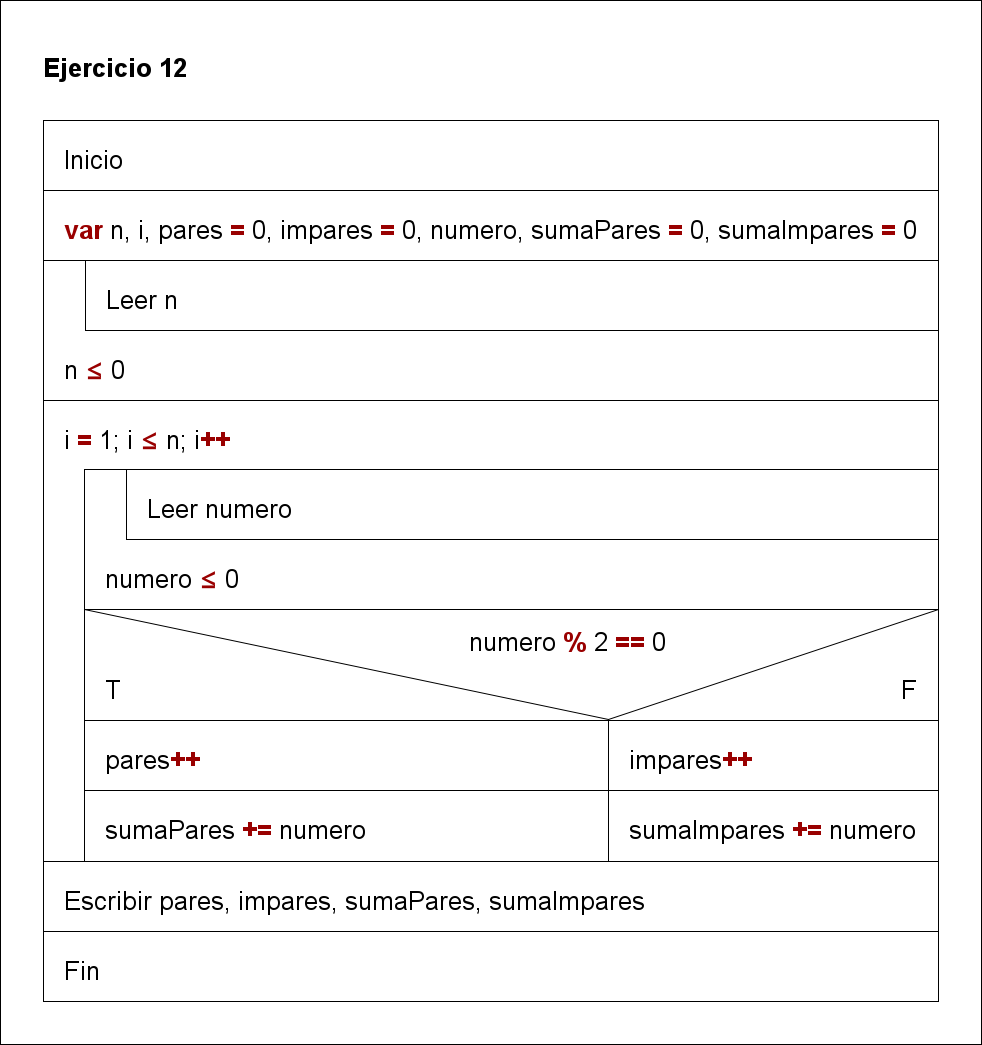 Ejercicio 12
Inicio
var n, i, pares = 0, impares = 0, numero, sumaPares = 0, sumaImpares = 0
Leer n
n ≤ 0
i = 1; i ≤ n; i++
Leer numero
numero ≤ 0
numero % 2 == 0
T F
pares++ impares++
sumaPares += numero sumaImpares += numero
Escribir pares, impares, sumaPares, sumaImpares
Fin